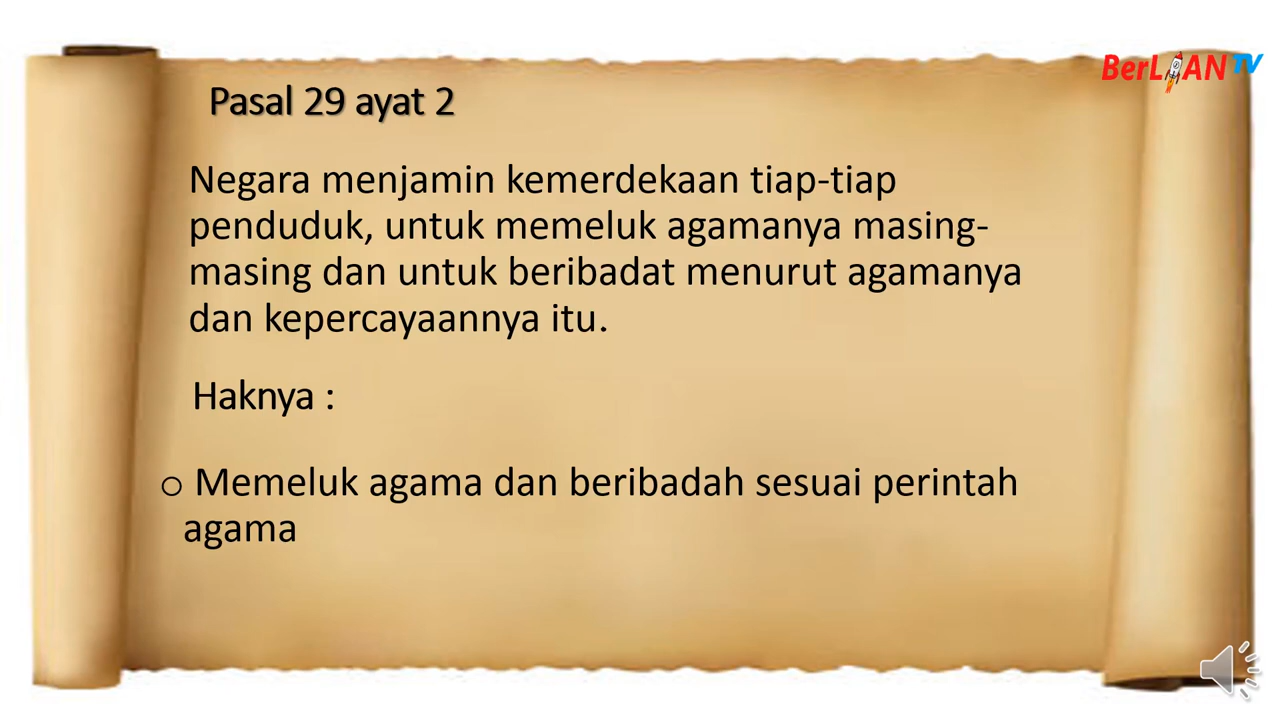 BerLIAN TV
Pasal 29 ayat 2
Negara menjamin kemerdekaan tiap-tiap
penduduk, untuk memeluk agamanya masing-
masing dan untuk beribadat menurut agamanya
dan kepercayaannya itu.
Haknya :
o Memeluk agama dan beribadah sesuai perintah
agama